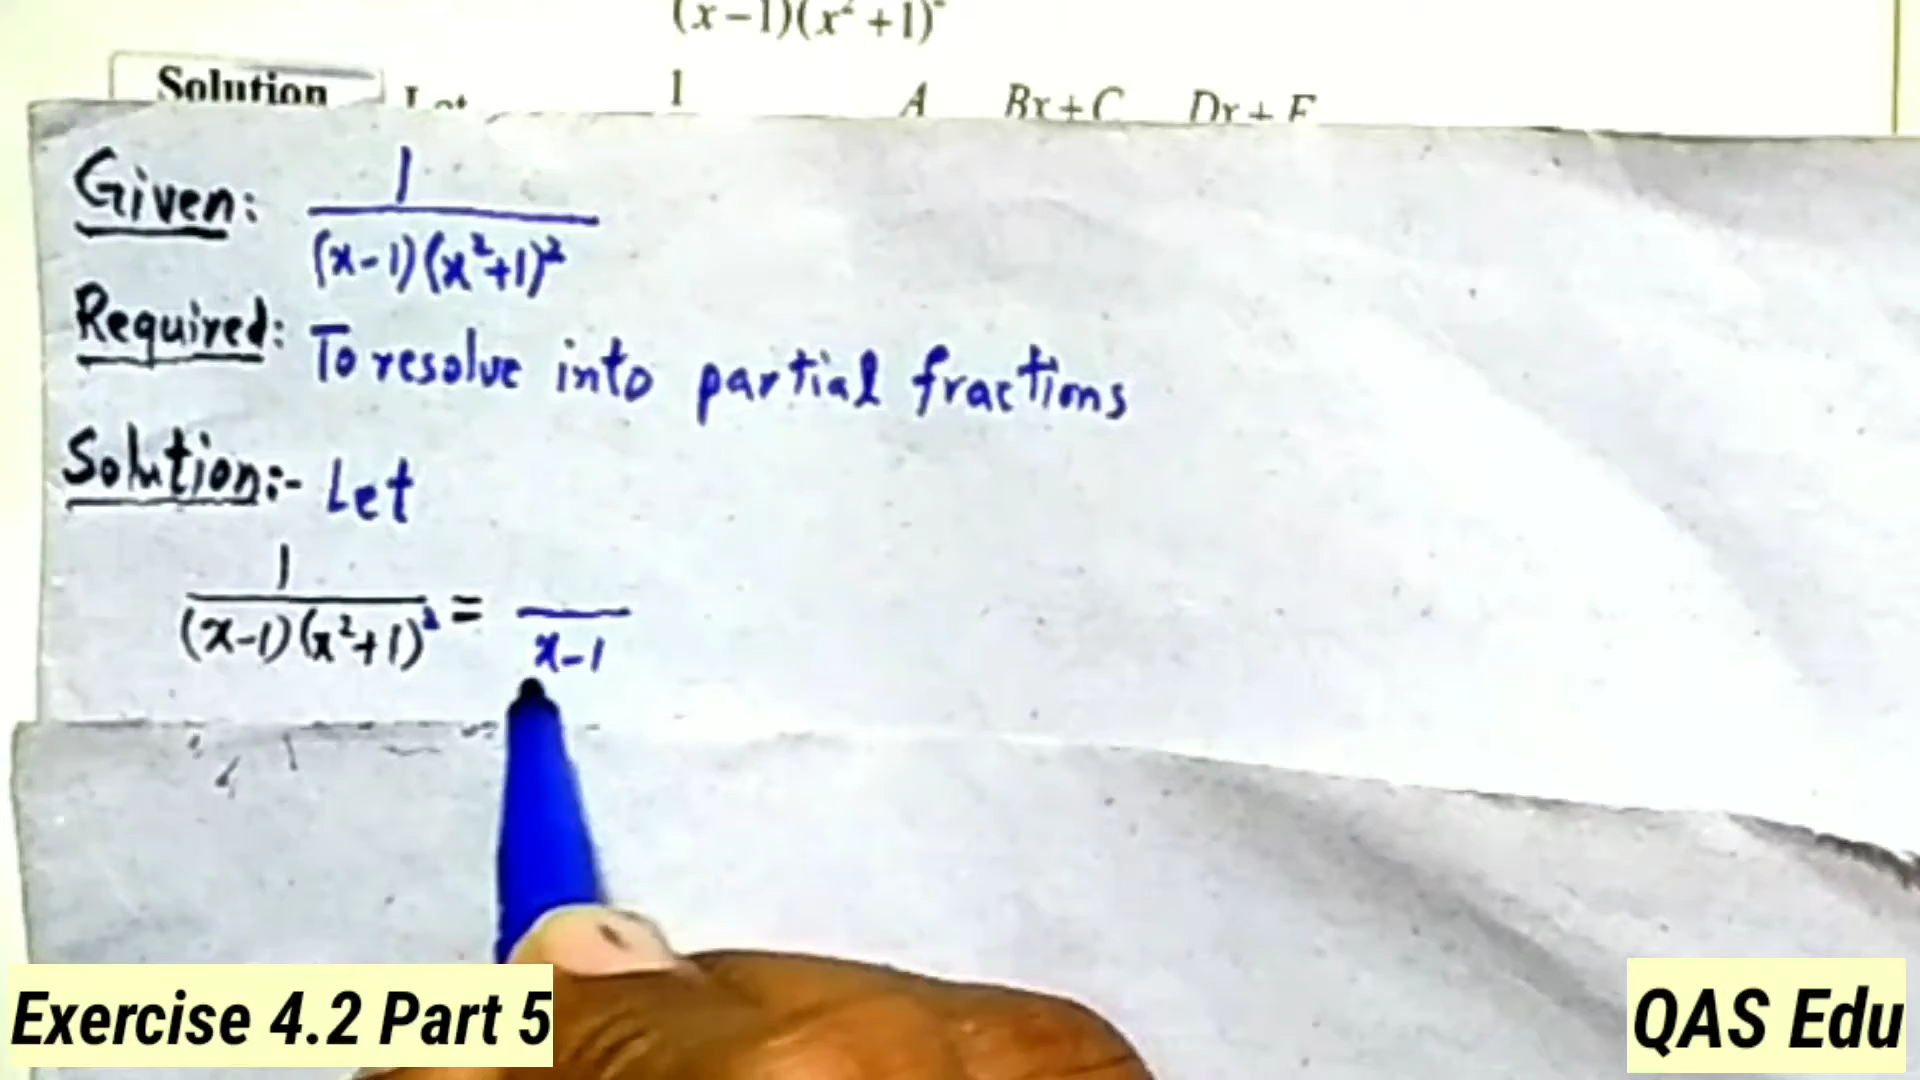 (x−1)(x²+1)²
Solution Let 1 A Bx+C Dx+E
Given: 1
(x-1)(x²+1)²
Required: To resolve into partial fractions
Solution:- Let
1
(x-1)(x²+1)² =
x-1
Exercise 4.2 Part 5
QAS Edu